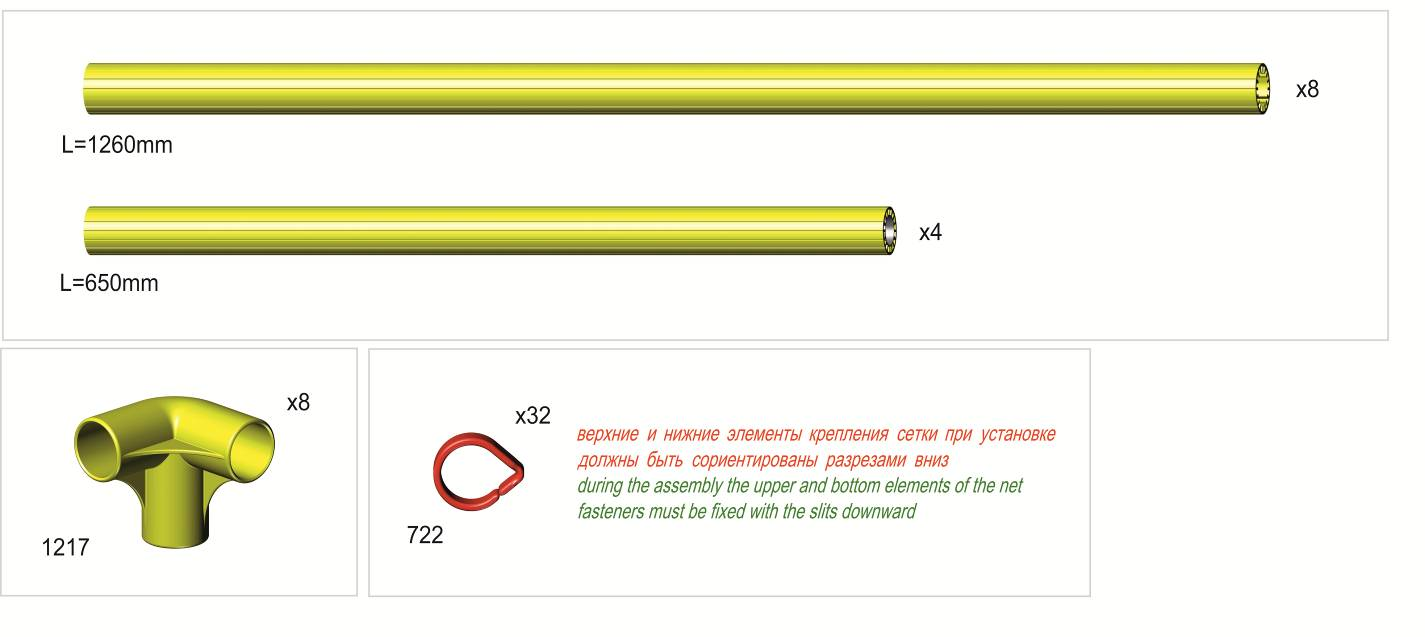 x8
L=1260mm
x4
L=650mm
x8
1217
x32
722
верхние и нижние элементы крепления сетки при установке
должны быть сориентированы разрезами вниз
during the assembly the upper and bottom elements of the net
fasteners must be fixed with the slits downward